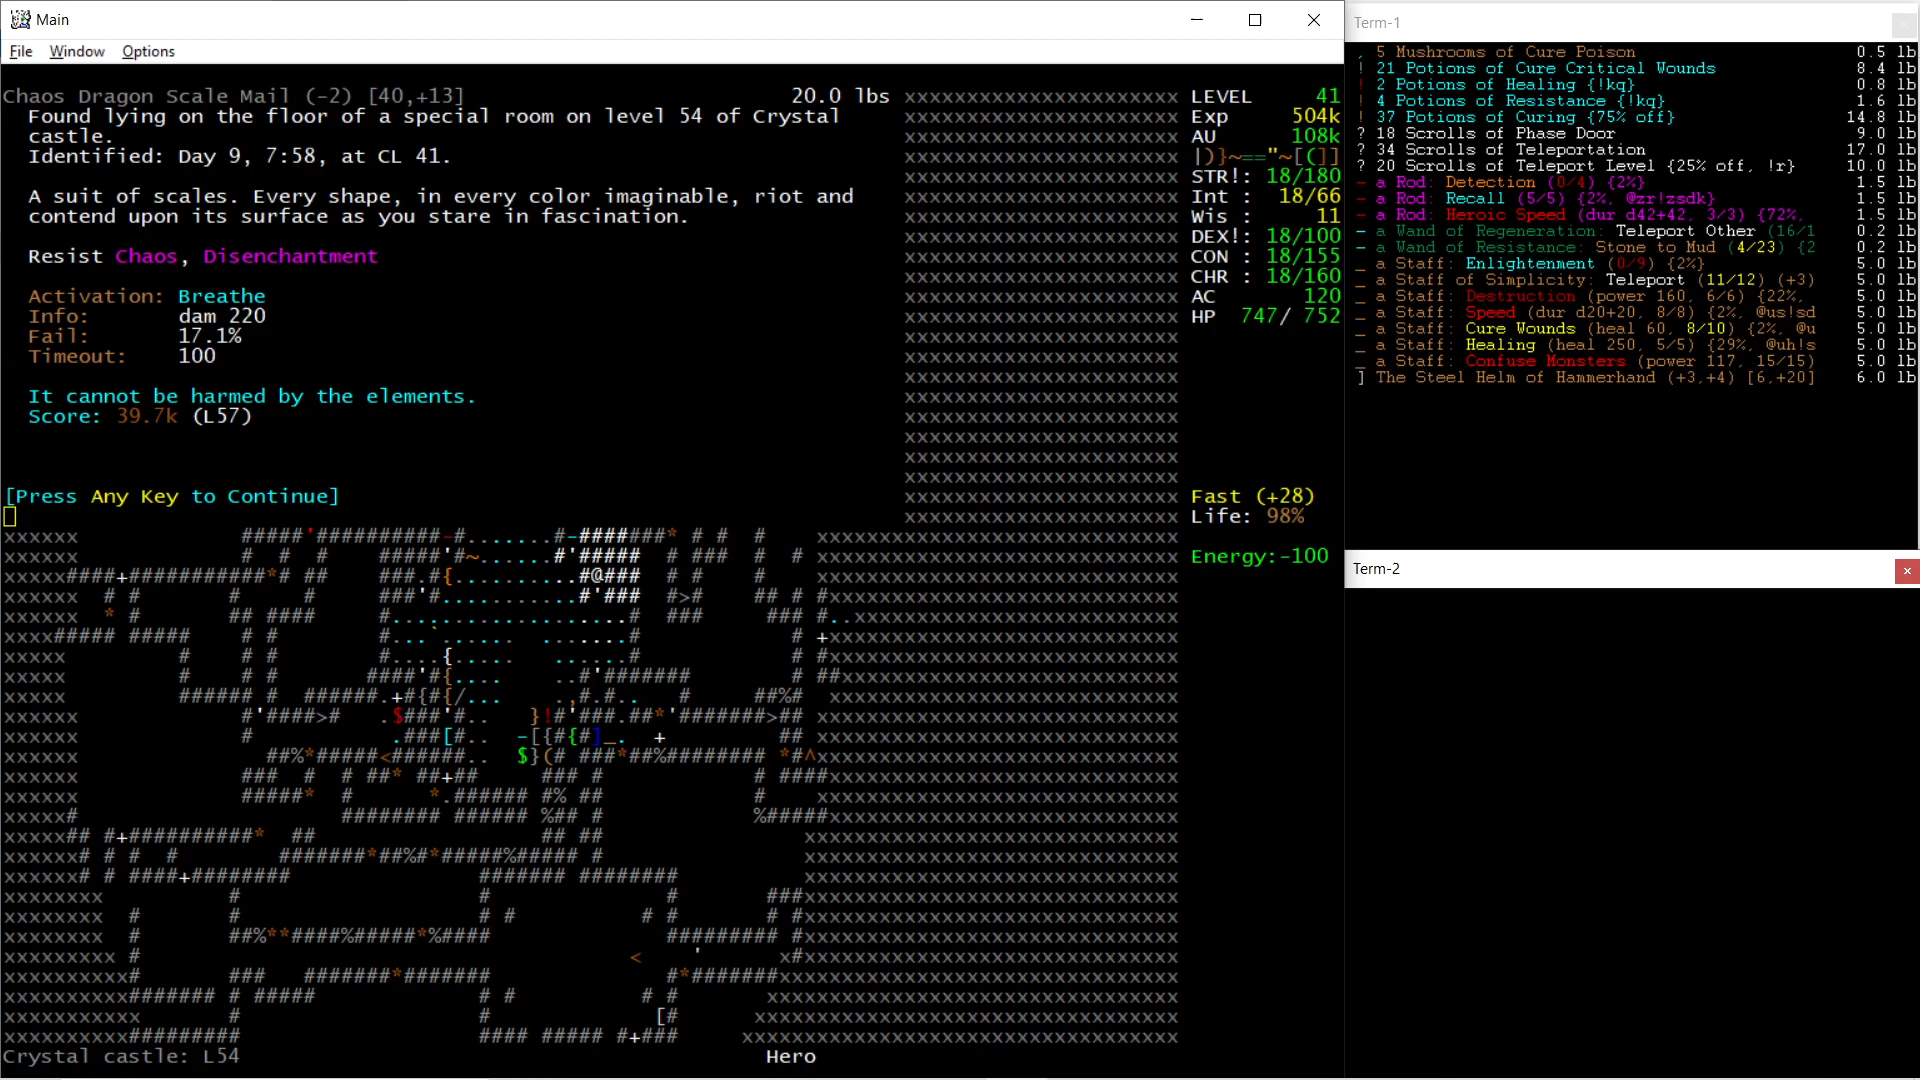 Main
File Window Options
Chaos Dragon Scale Mail (-2) [40,+13] 20.0 lbs
Found lying on the floor of a special room on level 54 of Crystal
castle.
Identified: Day 9, 7:58, at CL 41.
A suit of scales. Every shape, in every color imaginable, riot and
contend upon its surface as you stare in fascination.
Resist Chaos, Disenchantment
Activation: Breathe
Info: dam 220
Fail: 17.1%
Timeout: 100
It cannot be harmed by the elements.
Score: 39.7k (L57)
[Press Any Key to Continue]
LEVEL 41
Exp 504k
AU 108k
|)}~=="~[(]]
STR!: 18/180
Int : 18/66
Wis : 11
DEX!: 18/100
CON : 18/155
CHR : 18/160
AC 120
HP 747/ 752
Fast (+28)
Life: 98%
Energy:-100
Crystal castle: L54 Hero
Term-1
, 5 Mushrooms of Cure Poison 0.5 lb
! 21 Potions of Cure Critical Wounds 8.4 lb
! 2 Potions of Healing {!kq} 0.8 lb
! 4 Potions of Resistance {!kq} 1.6 lb
! 37 Potions of Curing {75% off} 14.8 lb
? 18 Scrolls of Phase Door 9.0 lb
? 34 Scrolls of Teleportation 17.0 lb
? 20 Scrolls of Teleport Level {25% off, !r} 10.0 lb
- a Rod: Detection (0/4) {2%} 1.5 lb
- a Rod: Recall (5/5) {2%, @zr!zsdk} 1.5 lb
- a Rod: Heroic Speed (dur d42+42, 3/3) {72%, 1.5 lb
- a Wand of Regeneration: Teleport Other (16/1 0.2 lb
- a Wand of Resistance: Stone to Mud (4/23) {2 0.2 lb
_ a Staff: Enlightenment (0/9) {2%} 5.0 lb
_ a Staff of Simplicity: Teleport (11/12) (+3) 5.0 lb
_ a Staff: Destruction (power 160, 6/6) {22%, 5.0 lb
_ a Staff: Speed (dur d20+20, 8/8) {2%, @us!sd 5.0 lb
_ a Staff: Cure Wounds (heal 60, 8/10) {2%, @u 5.0 lb
_ a Staff: Healing (heal 250, 5/5) {29%, @uh!s 5.0 lb
_ a Staff: Confuse Monsters (power 117, 15/15) 5.0 lb
] The Steel Helm of Hammerhand (+3,+4) [6,+20] 6.0 lb
Term-2